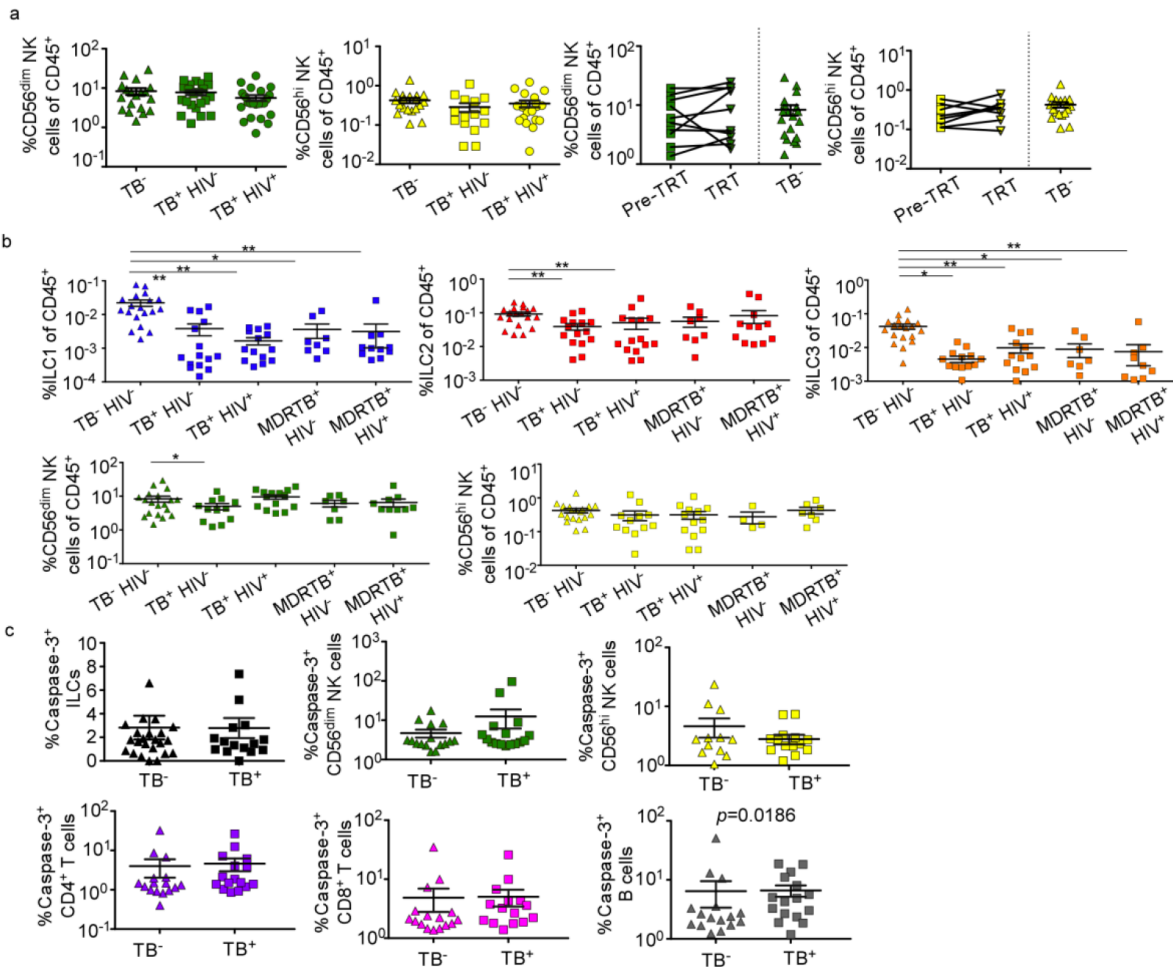 a
%CD56dim NK
cells of CD45+
10²
10¹
10⁰
10-1
TB-
TB+ HIV-
TB+ HIV+
%CD56hi NK
cells of CD45+
10¹
10⁰
10-1
10-2
TB-
TB+ HIV-
TB+ HIV+
%CD56dim NK
cells of CD45+
10²
10¹
10⁰
Pre-TRT
TRT
TB-
%CD56hi NK
cells of CD45+
10¹
10⁰
10-1
10-2
Pre-TRT
TRT
TB-
b
%ILC1 of CD45+
10-1
10-2
10-3
10-4
**
*
**
**
TB- HIV-
TB+ HIV-
TB+ HIV+
MDRTB+
HIV-
MDRTB+
HIV+
%ILC2 of CD45+
10⁰
10-1
10-2
10-3
**
**
TB- HIV-
TB+ HIV-
TB+ HIV+
MDRTB+
HIV-
MDRTB+
HIV+
%ILC3 of CD45+
10⁰
10-1
10-2
10-3
**
*
**
*
TB- HIV-
TB+ HIV-
TB+ HIV+
MDRTB+
HIV-
MDRTB+
HIV+
%CD56dim NK
cells of CD45+
10²
10¹
10⁰
10-1
*
TB- HIV-
TB+ HIV-
TB+ HIV+
MDRTB+
HIV-
MDRTB+
HIV+
%CD56hi NK
cells of CD45+
10²
10¹
10⁰
10-1
10-2
TB- HIV-
TB+ HIV-
TB+ HIV+
MDRTB+
HIV-
MDRTB+
HIV+
c
%Caspase-3+
ILCs
10
8
6
4
2
0
TB-
TB+
%Caspase-3+
CD56dim NK cells
10³
10²
10¹
10⁰
TB-
TB+
%Caspase-3+
CD56hi NK cells
10²
10¹
10⁰
TB-
TB+
%Caspase-3+
CD4+ T cells
10²
10¹
10⁰
10-1
TB-
TB+
%Caspase-3+
CD8+ T cells
10²
10¹
10⁰
TB-
TB+
%Caspase-3+
B cells
10²
10¹
10⁰
p=0.0186
TB-
TB+